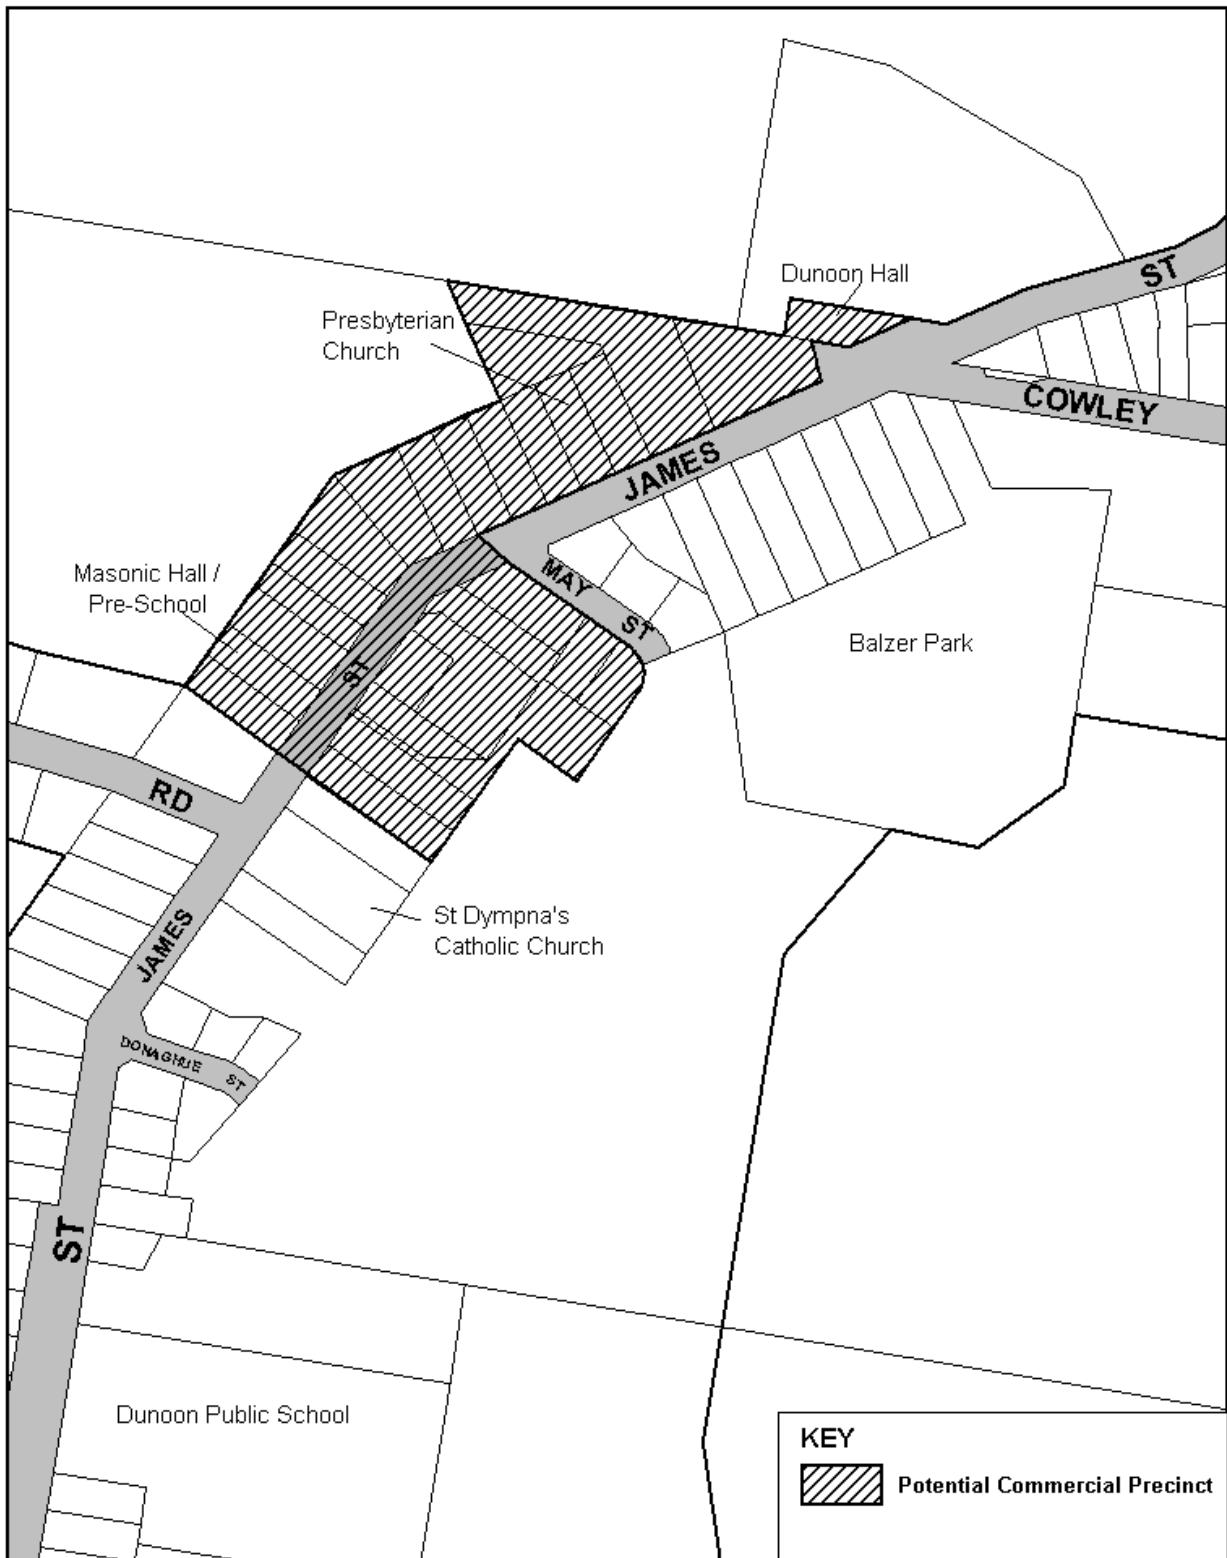 ST
Dunoon Hall
Presbyterian
Church
COWLEY
JAMES
MAY
ST
Masonic Hall /
Pre-School
ST
Balzer Park
RD
St Dympna's
Catholic Church
JAMES
DONAGHUE ST
ST
Dunoon Public School
KEY
Potential Commercial Precinct